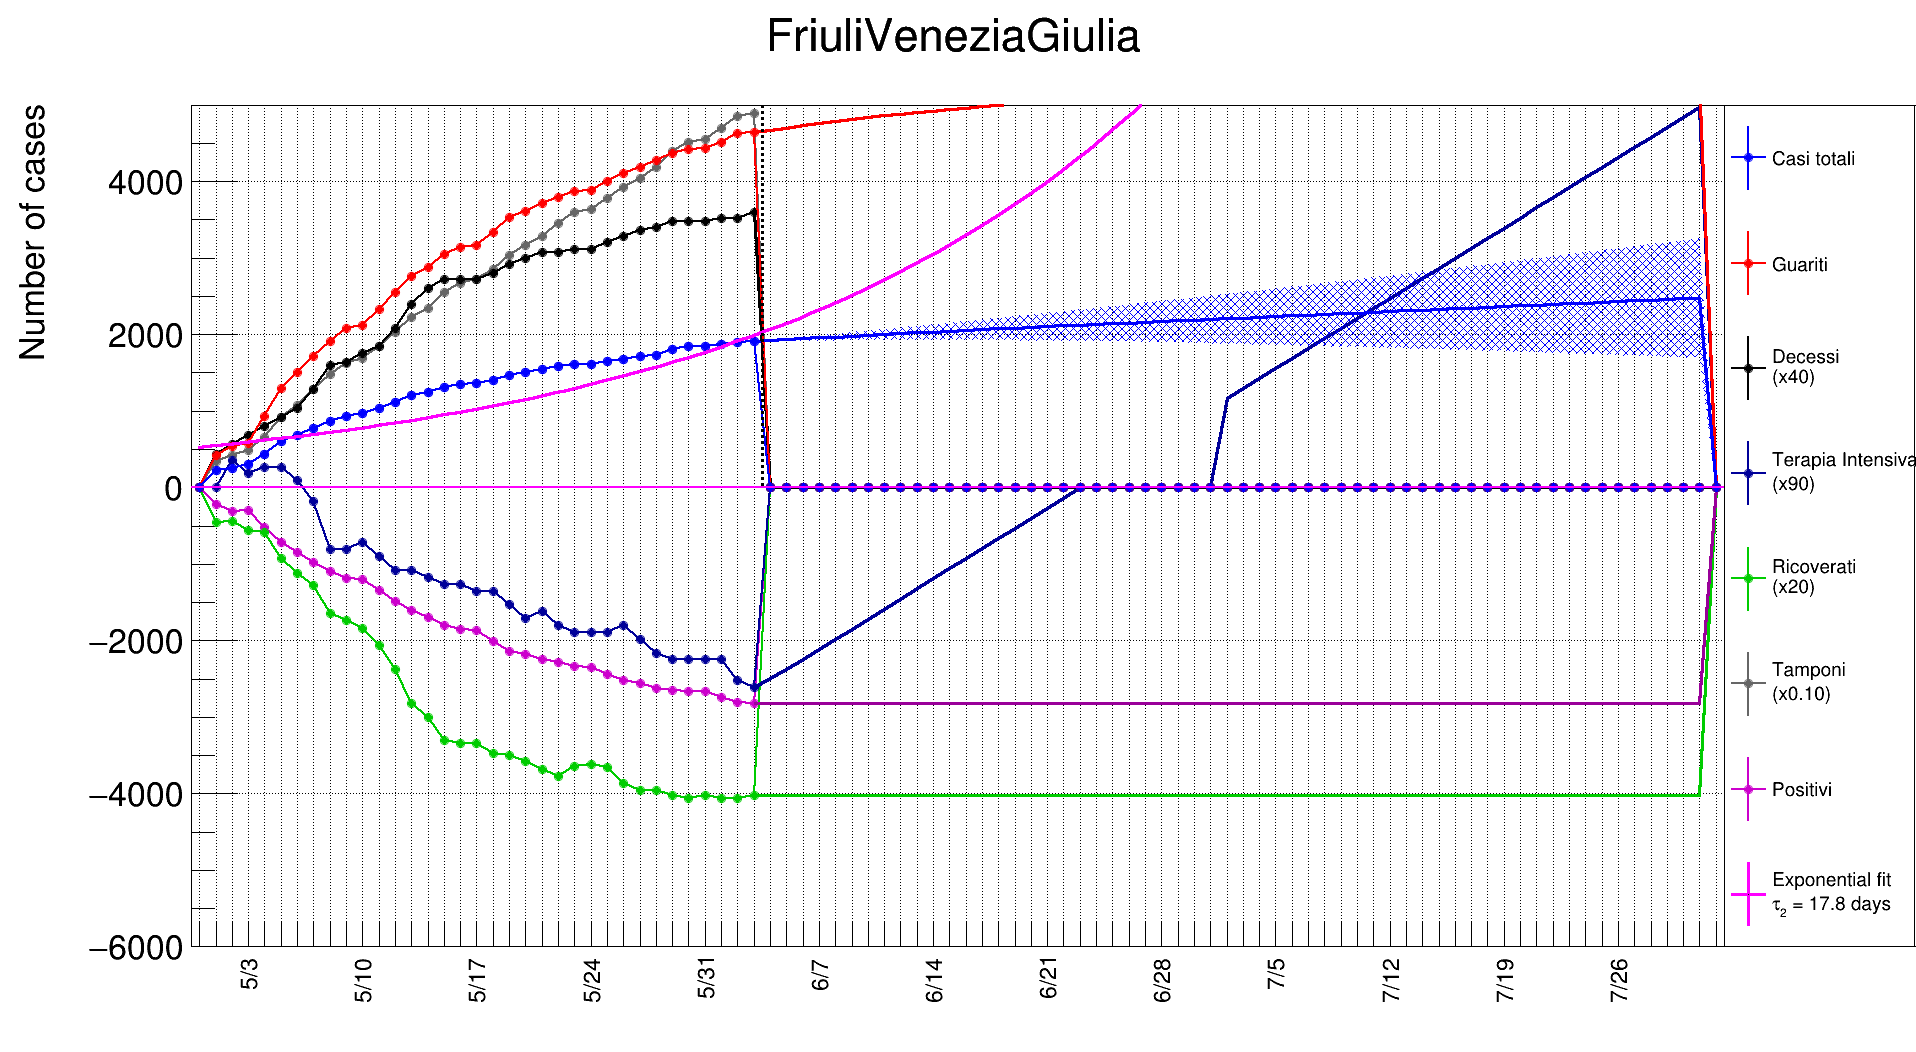 FriuliVeneziaGiulia
Number of cases
4000
2000
0
−2000
−4000
−6000
5/3
5/10
5/17
5/24
5/31
6/7
6/14
6/21
6/28
7/5
7/12
7/19
7/26
Casi totali
Guariti
Decessi
(x40)
Terapia Intensiva
(x90)
Ricoverati
(x20)
Tamponi
(x0.10)
Positivi
Exponential fit
τ₂ = 17.8 days